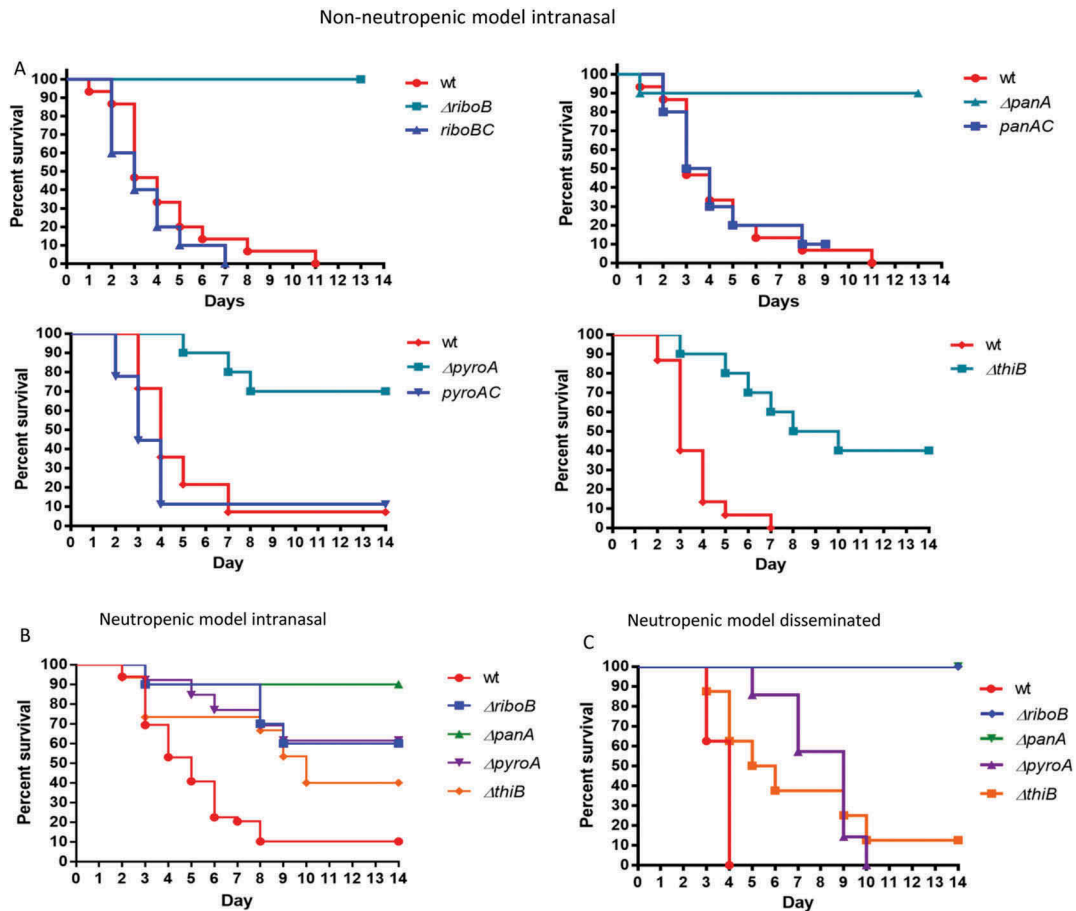 Non-neutropenic model intranasal
A
Percent survival
100
90
80
70
60
50
40
30
20
10
0
0 1 2 3 4 5 6 7 8 9 10 11 12 13 14
Days
wt
ΔriboB
riboBC
Percent survival
100
90
80
70
60
50
40
30
20
10
0
0 1 2 3 4 5 6 7 8 9 10 11 12 13 14
Days
wt
ΔpanA
panAC
Percent survival
100
90
80
70
60
50
40
30
20
10
0
0 1 2 3 4 5 6 7 8 9 10 11 12 13 14
Day
wt
ΔpyroA
pyroAC
Percent survival
100
90
80
70
60
50
40
30
20
10
0
0 1 2 3 4 5 6 7 8 9 10 11 12 13 14
Day
wt
ΔthiB
Neutropenic model intranasal
B
Percent survival
100
90
80
70
60
50
40
30
20
10
0
0 1 2 3 4 5 6 7 8 9 10 11 12 13 14
Day
wt
ΔriboB
ΔpanA
ΔpyroA
ΔthiB
Neutropenic model disseminated
C
Percent survival
100
90
80
70
60
50
40
30
20
10
0
0 1 2 3 4 5 6 7 8 9 10 11 12 13 14
Day
wt
ΔriboB
ΔpanA
ΔpyroA
ΔthiB